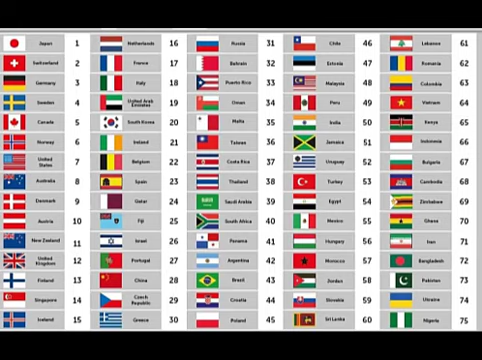 Japan 1
Switzerland 2
Germany 3
Sweden 4
Canada 5
Norway 6
United
States 7
Australia 8
Denmark 9
Austria 10
New Zealand 11
United
Kingdom 12
Finland 13
Singapore 14
Iceland 15
Netherlands 16
France 17
Italy 18
United Arab
Emirates 19
South Korea 20
Ireland 21
Belgium 22
Spain 23
Qatar 24
Fiji 25
Israel 26
Portugal 27
China 28
Czech
Republic 29
Greece 30
Russia 31
Bahrain 32
Puerto Rico 33
Oman 34
Malta 35
Taiwan 36
Costa Rica 37
Thailand 38
Saudi Arabia 39
South Africa 40
Panama 41
Argentina 42
Brazil 43
Croatia 44
Poland 45
Chile 46
Estonia 47
Malaysia 48
Peru 49
India 50
Jamaica 51
Uruguay 52
Turkey 53
Egypt 54
Mexico 55
Hungary 56
Morocco 57
Jordan 58
Slovakia 59
Sri Lanka 60
Lebanon 61
Romania 62
Colombia 63
Vietnam 64
Kenya 65
Indonesia 66
Bulgaria 67
Cambodia 68
Zimbabwe 69
Ghana 70
Iran 71
Bangladesh 72
Pakistan 73
Ukraine 74
Nigeria 75